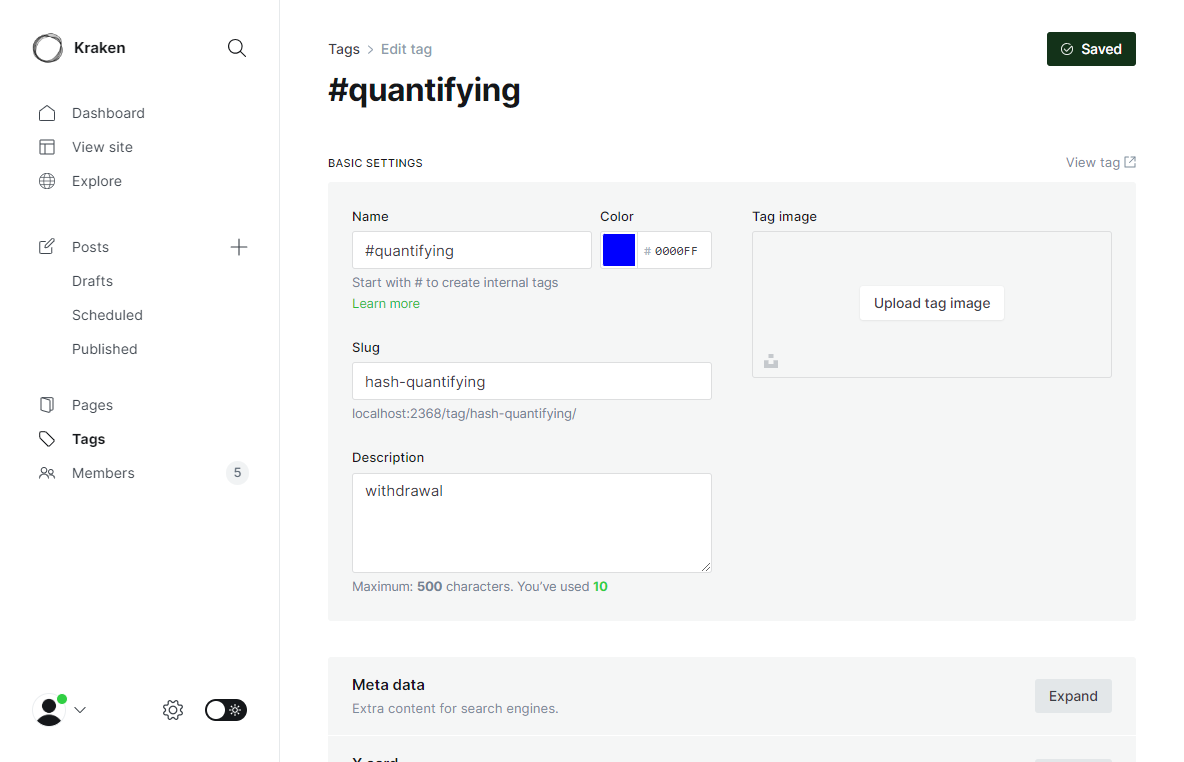 Kraken
Dashboard
View site
Explore
Posts
Drafts
Scheduled
Published
Pages
Tags
Members 5
Tags > Edit tag
Saved
#quantifying
BASIC SETTINGS
View tag
Name
#quantifying
Start with # to create internal tags
Learn more
Color
# 0000FF
Slug
hash-quantifying
localhost:2368/tag/hash-quantifying/
Description
withdrawal
Maximum: 500 characters. You’ve used 10
Tag image
Upload tag image
Meta data
Extra content for search engines.
Expand
X card